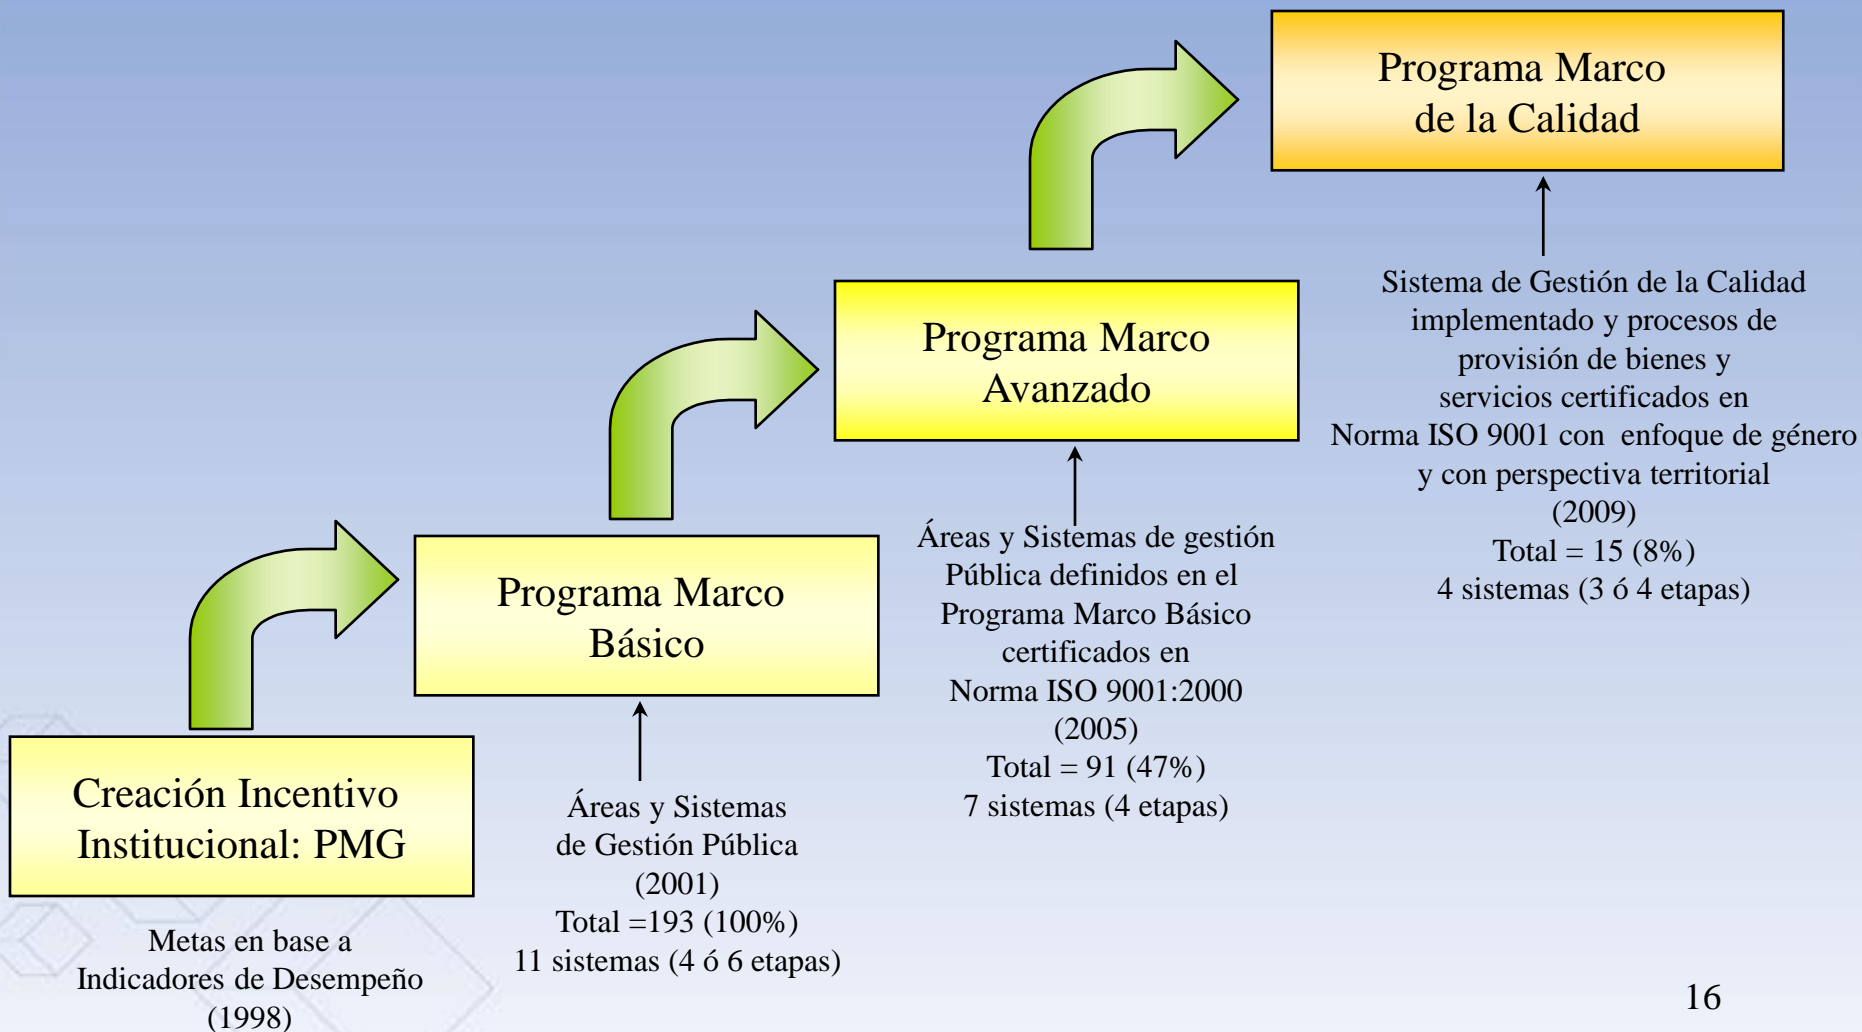 Programa Marco
de la Calidad
Sistema de Gestión de la Calidad
implementado y procesos de
provisión de bienes y
servicios certificados en
Norma ISO 9001 con  enfoque de género
y con perspectiva territorial
(2009)
Total = 15 (8%)
4 sistemas (3 ó 4 etapas)
Programa Marco
Avanzado
Áreas y Sistemas de gestión
Pública definidos en el
Programa Marco Básico
certificados en
Norma ISO 9001:2000
(2005)
Total = 91 (47%)
7 sistemas (4 etapas)
Programa Marco
Básico
Áreas y Sistemas
de Gestión Pública
(2001)
Total =193 (100%)
11 sistemas (4 ó 6 etapas)
Creación Incentivo
Institucional: PMG
Metas en base a
Indicadores de Desempeño
(1998)
16